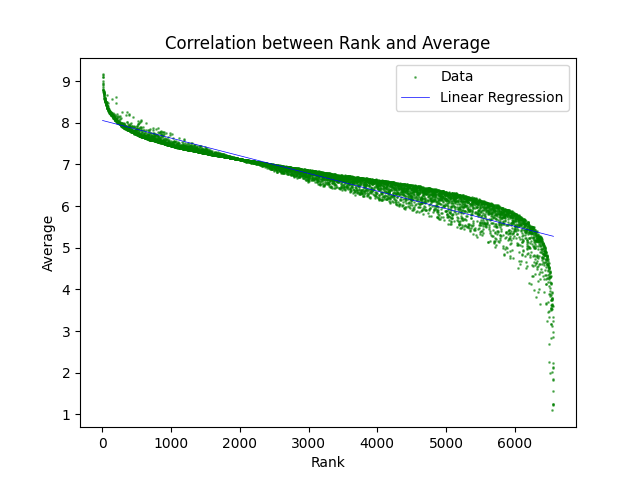 Correlation between Rank and Average
Data
Linear Regression
9
8
7
6
5
4
3
2
1
Average
0 1000 2000 3000 4000 5000 6000
Rank